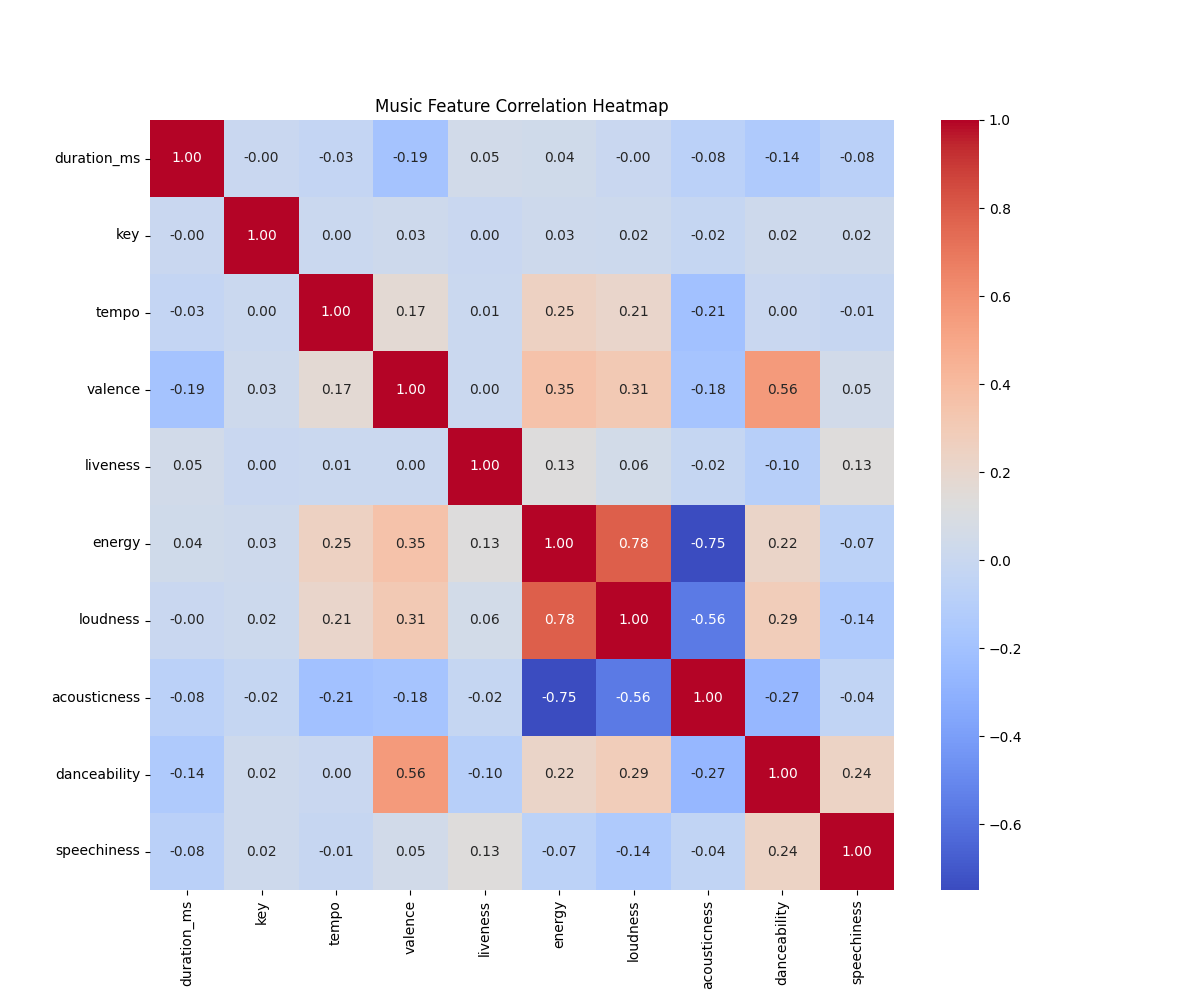 Music Feature Correlation Heatmap
duration_ms 1.00 -0.00 -0.03 -0.19 0.05 0.04 -0.00 -0.08 -0.14 -0.08
key -0.00 1.00 0.00 0.03 0.00 0.03 0.02 -0.02 0.02 0.02
tempo -0.03 0.00 1.00 0.17 0.01 0.25 0.21 -0.21 0.00 -0.01
valence -0.19 0.03 0.17 1.00 0.00 0.35 0.31 -0.18 0.56 0.05
liveness 0.05 0.00 0.01 0.00 1.00 0.13 0.06 -0.02 -0.10 0.13
energy 0.04 0.03 0.25 0.35 0.13 1.00 0.78 -0.75 0.22 -0.07
loudness -0.00 0.02 0.21 0.31 0.06 0.78 1.00 -0.56 0.29 -0.14
acousticness -0.08 -0.02 -0.21 -0.18 -0.02 -0.75 -0.56 1.00 -0.27 -0.04
danceability -0.14 0.02 0.00 0.56 -0.10 0.22 0.29 -0.27 1.00 0.24
speechiness -0.08 0.02 -0.01 0.05 0.13 -0.07 -0.14 -0.04 0.24 1.00
duration_ms key tempo valence liveness energy loudness acousticness danceability speechiness
1.0
0.8
0.6
0.4
0.2
0.0
−0.2
−0.4
−0.6